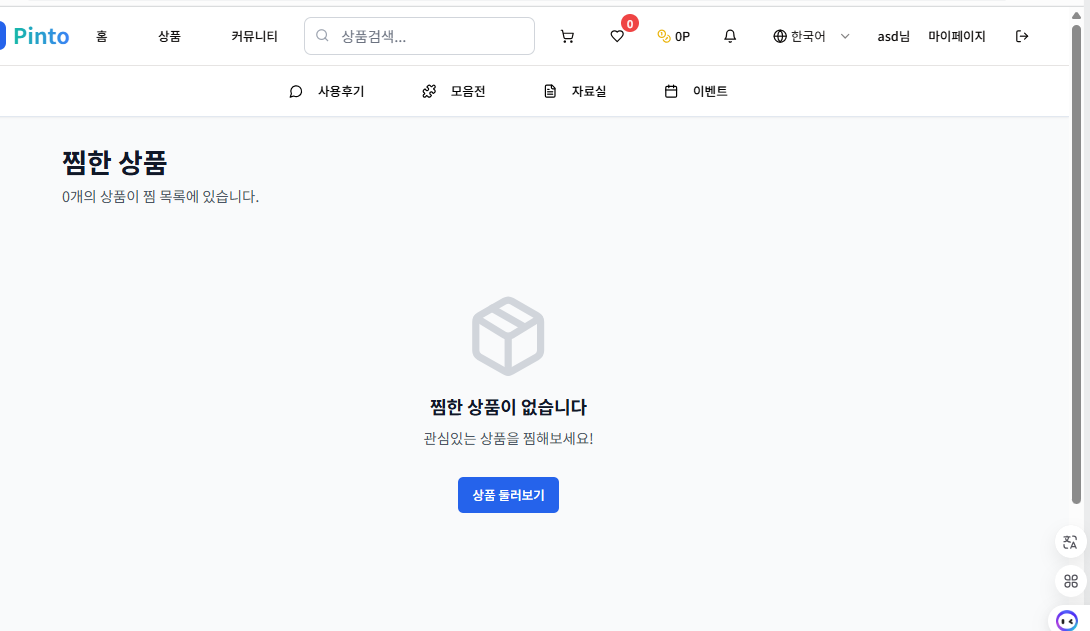 Pinto 홈 상품 커뮤니티 상품검색... 0 0P 한국어 asd님 마이페이지
사용후기 모음전 자료실 이벤트
찜한 상품
0개의 상품이 찜 목록에 있습니다.
찜한 상품이 없습니다
관심있는 상품을 찜해보세요!
상품 둘러보기